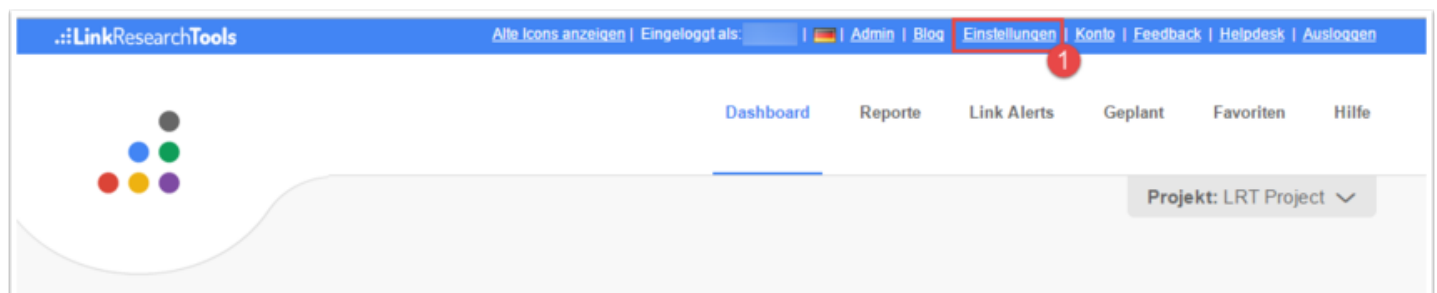 .::LinkResearchTools Alte Icons anzeigen | Eingeloggt als: | | Admin | Blog Einstellungen | Konto | Feedback | Helpdesk | Ausloggen
1
Dashboard Reporte Link Alerts Geplant Favoriten Hilfe
Projekt: LRT Project